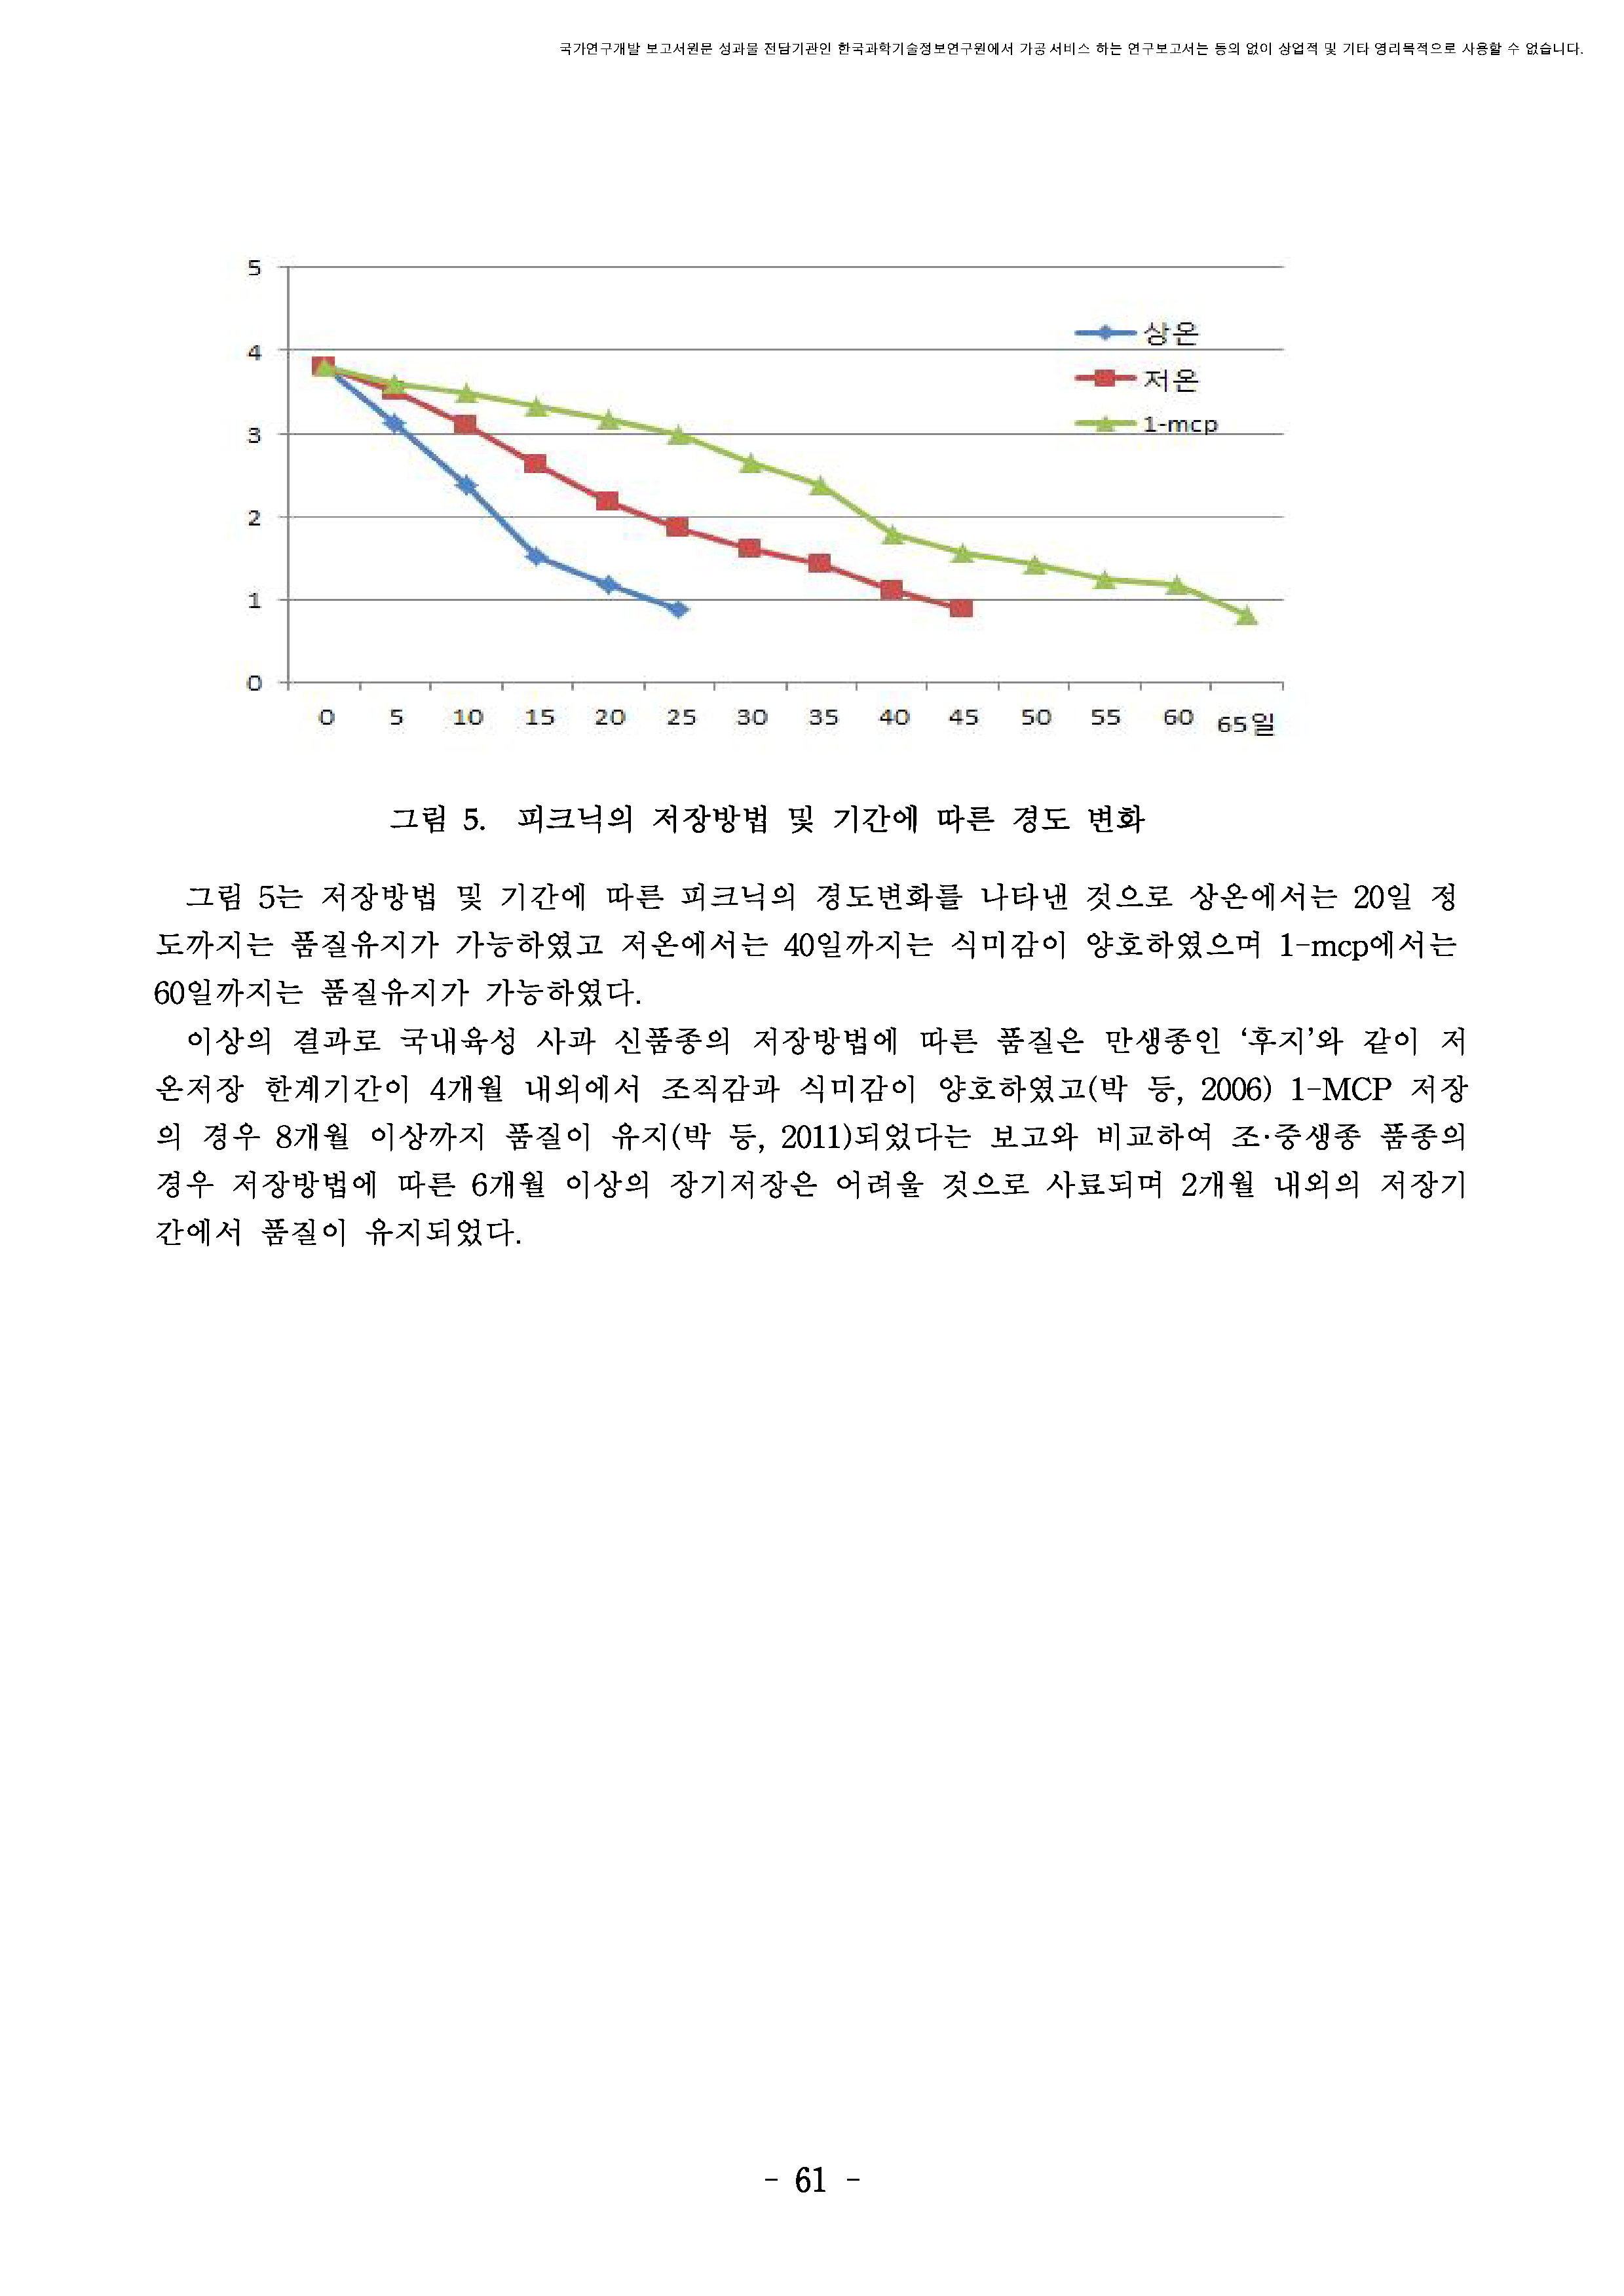 국가연구개발 보고서원문 성과물 전담기관인 한국과학기술정보연구원에서 가공·서비스 하는 연구보고서는 동의 없이 상업적 및 기타 영리목적으로 사용할 수 없습니다.
5
4
3
2
1
0
상온
저온
1-mcp
0 5 10 15 20 25 30 35 40 45 50 55 60 65일
그림 5. 피크닉의 저장방법 및 기간에 따른 경도 변화
그림 5는 저장방법 및 기간에 따른 피크닉의 경도변화를 나타낸 것으로 상온에서는 20일 정
도까지는 품질유지가 가능하였고 저온에서는 40일까지는 식미감이 양호하였으며 1-mcp에서는
60일까지는 품질유지가 가능하였다.
이상의 결과로 국내육성 사과 신품종의 저장방법에 따른 품질은 만생종인 ‘후지’와 같이 저
온저장 한계기간이 4개월 내외에서 조직감과 식미감이 양호하였고(박 등, 2006) 1-MCP 저장
의 경우 8개월 이상까지 품질이 유지(박 등, 2011)되었다는 보고와 비교하여 조·중생종 품종의
경우 저장방법에 따른 6개월 이상의 장기저장은 어려울 것으로 사료되며 2개월 내외의 저장기
간에서 품질이 유지되었다.
- 61 -